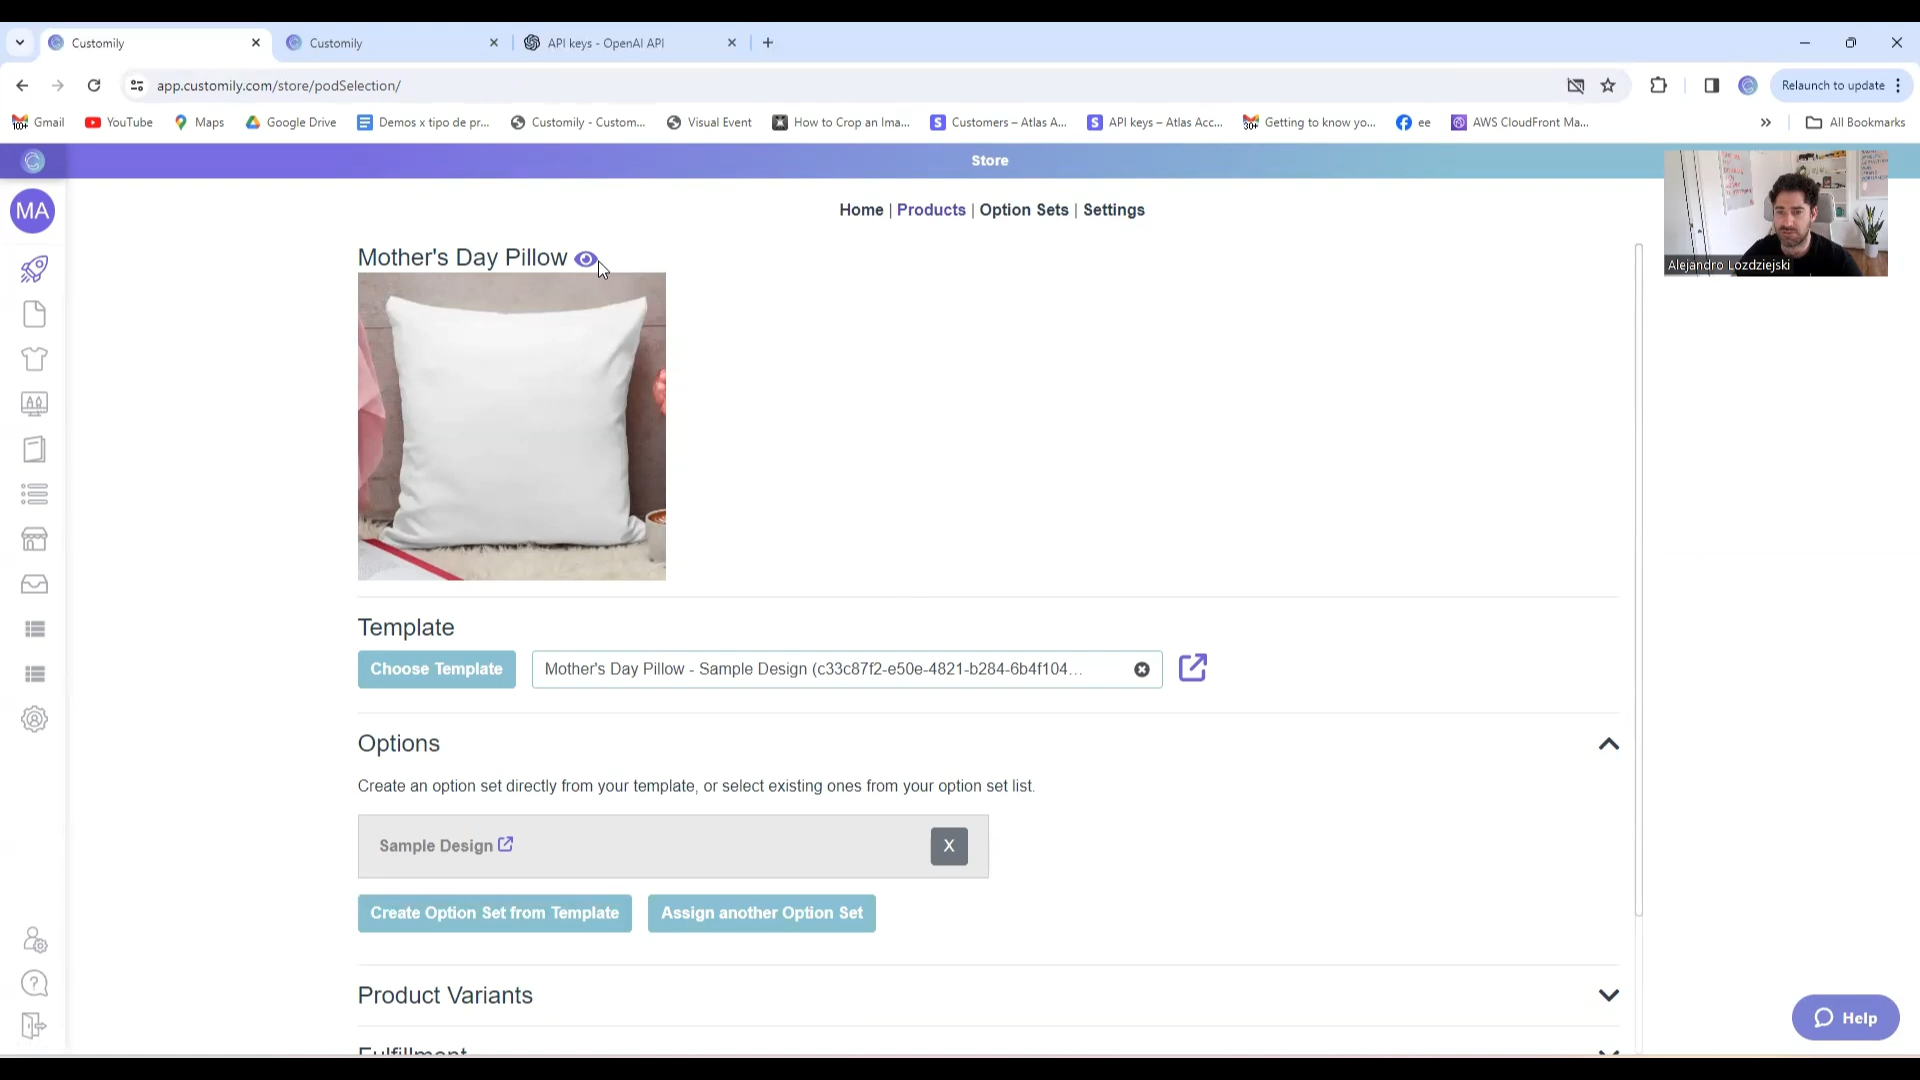 Customily
Customily
API keys - OpenAI API
app.customily.com/store/podSelection/
Relaunch to update
100+ Gmail
YouTube
Maps
Google Drive
Demos x tipo de pr...
Customily - Custom...
Visual Event
How to Crop an Ima...
Customers – Atlas A...
API keys – Atlas Acc...
30+ Getting to know yo...
ee
AWS CloudFront Ma...
All Bookmarks
Store
MA
Home | Products | Option Sets | Settings
Alejandro Lozdziejski
Mother's Day Pillow
Template
Choose Template
Mother's Day Pillow - Sample Design (c33c87f2-e50e-4821-b284-6b4f104...
Options
Create an option set directly from your template, or select existing ones from your option set list.
Sample Design
X
Create Option Set from Template
Assign another Option Set
Product Variants
Fulfillment
Help